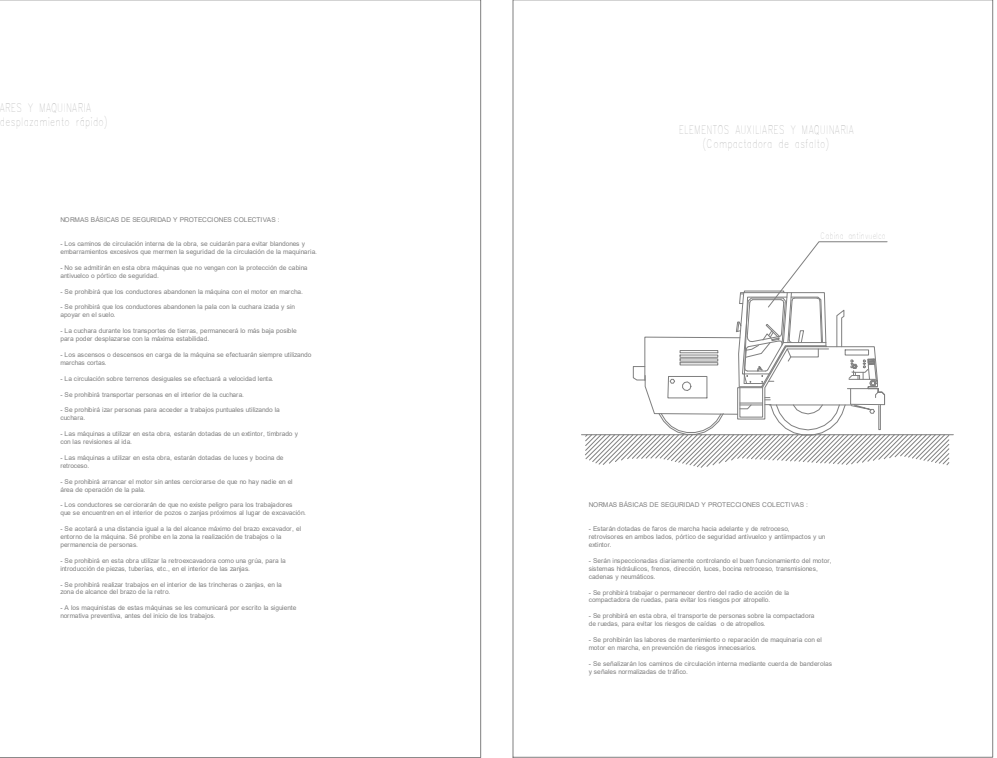 ARES Y MAQUINARIA
desplazamiento rápido)
NORMAS BÁSICAS DE SEGURIDAD Y PROTECCIONES COLECTIVAS :
- Los caminos de circulación interna de la obra, se cuidarán para evitar blandones y
embarramientos excesivos que mermen la seguridad de la circulación de la maquinaria.
- No se admitirán en esta obra máquinas que no vengan con la protección de cabina
antivuelco o pórtico de seguridad.
- Se prohibirá que los conductores abandonen la máquina con el motor en marcha.
- Se prohibirá que los conductores abandonen la pala con la cuchara izada y sin
apoyar en el suelo.
- La cuchara durante los transportes de tierras, permanecerá lo más baja posible
para poder desplazarse con la máxima estabilidad.
- Los ascensos o descensos en carga de la máquina se efectuarán siempre utilizando
marchas cortas.
- La circulación sobre terrenos desiguales se efectuará a velocidad lenta.
- Se prohibirá transportar personas en el interior de la cuchara.
- Se prohibirá izar personas para acceder a trabajos puntuales utilizando la
cuchara.
- Las máquinas a utilizar en esta obra, estarán dotadas de un extintor, timbrado y
con las revisiones al ida.
- Las máquinas a utilizar en esta obra, estarán dotadas de luces y bocina de
retroceso.
- Se prohibirá arrancar el motor sin antes cerciorarse de que no hay nadie en el
área de operación de la pala.
- Los conductores se cerciorarán de que no existe peligro para los trabajadores
que se encuentren en el interior de pozos o zanjas próximos al lugar de excavación.
- Se acotará a una distancia igual a la del alcance máximo del brazo excavador, el
entorno de la máquina. Sé prohibe en la zona la realización de trabajos o la
permanencia de personas.
- Se prohibirá en esta obra utilizar la retroexcavadora como una grúa, para la
introducción de piezas, tuberías, etc., en el interior de las zanjas.
- Se prohibirá realizar trabajos en el interior de las trincheras o zanjas, en la
zona de alcance del brazo de la retro.
- A los maquinistas de estas máquinas se les comunicará por escrito la siguiente
normativa preventiva, antes del inicio de los trabajos.
ELEMENTOS AUXILIARES Y MAQUINARIA
(Compactadora de asfalto)
Cabina antivuelco
NORMAS BÁSICAS DE SEGURIDAD Y PROTECCIONES COLECTIVAS :
- Estarán dotadas de faros de marcha hacia adelante y de retroceso,
retrovisores en ambos lados, pórtico de seguridad antivuelco y antiimpactos y un
extintor.
- Serán inspeccionadas diariamente controlando el buen funcionamiento del motor,
sistemas hidráulicos, frenos, dirección, luces, bocina retroceso, transmisiones,
cadenas y neumáticos.
- Se prohibirá trabajar o permanecer dentro del radio de acción de la
compactadora de ruedas, para evitar los riesgos por atropello.
- Se prohibirá en esta obra, el transporte de personas sobre la compactadora
de ruedas, para evitar los riesgos de caídas o de atropellos.
- Se prohibirán las labores de mantenimiento o reparación de maquinaria con el
motor en marcha, en prevención de riesgos innecesarios.
- Se señalizarán los caminos de circulación interna mediante cuerda de banderolas
y señales normalizadas de tráfico.